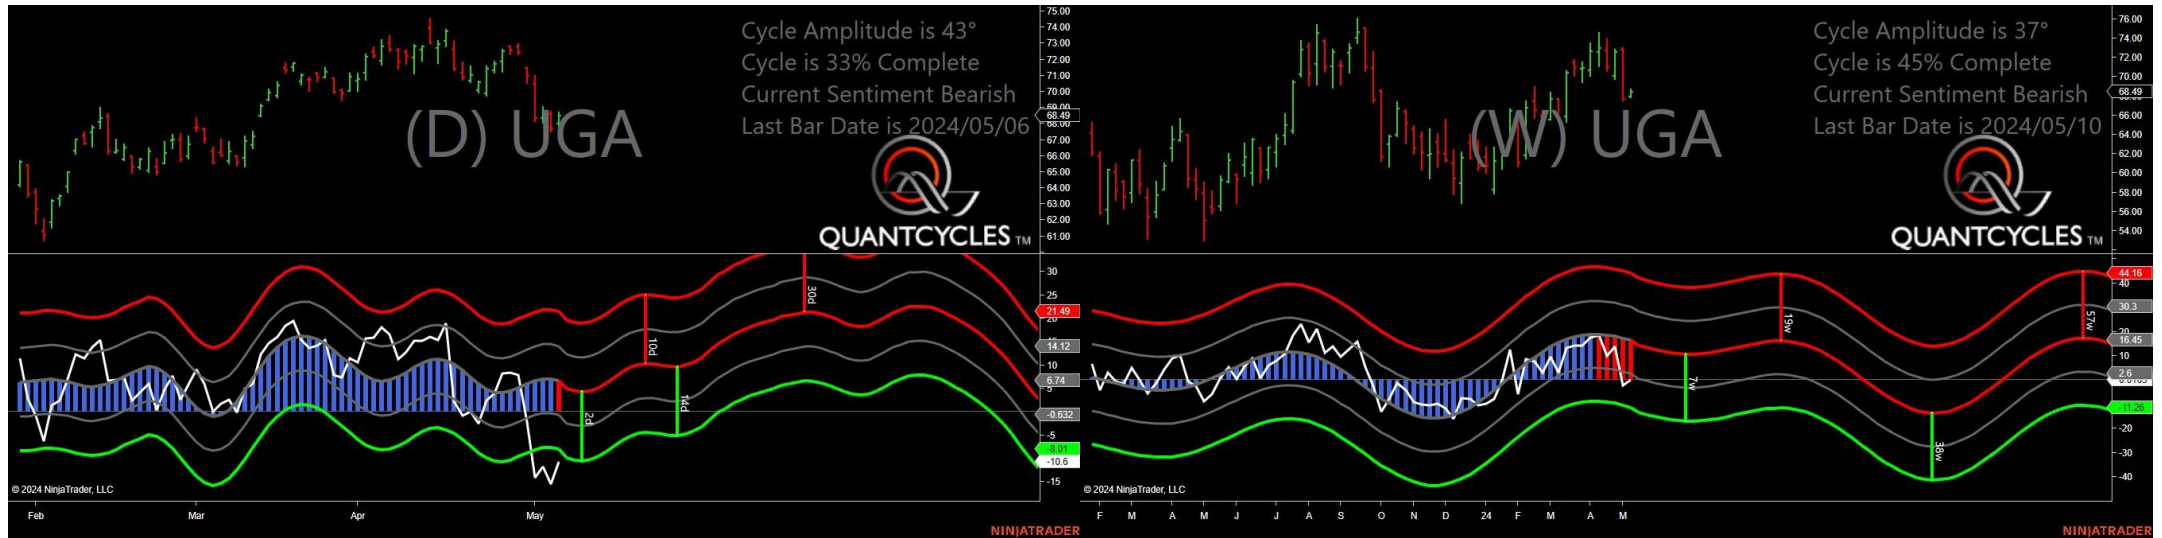 Cycle Amplitude is 43°
Cycle is 33% Complete
Current Sentiment Bearish
Last Bar Date is 2024/05/06
(D) UGA
QUANTCYCLES TM
75.00
74.00
73.00
72.00
71.00
70.00
69.00
68.49
68.00
67.00
66.00
65.00
64.00
63.00
62.00
61.00
30
25
21.49
20
14.12
10
6.74
5
-0.632
-5
-8.01
-10.6
-15
2d
10d
14d
30d
© 2024 NinjaTrader, LLC
Feb Mar Apr May
NINJATRADER
Cycle Amplitude is 37°
Cycle is 45% Complete
Current Sentiment Bearish
Last Bar Date is 2024/05/10
(W) UGA
QUANTCYCLES TM
76.00
74.00
72.00
70.00
68.49
66.00
64.00
62.00
60.00
58.00
56.00
54.00
44.16
40
30.3
20
16.45
10
2.6
-11.26
-20
-30
-40
7w
19w
38w
57w
© 2024 NinjaTrader, LLC
F M A M J J A S O N D 24 F M A M
NINJATRADER